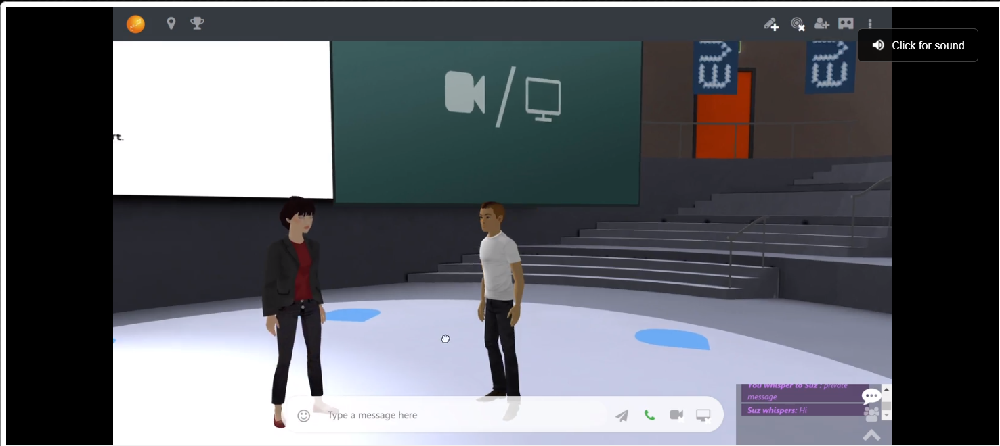 Click for sound
rt.
Type a message here
You whisper to Suz : private
message
Suz whispers: Hi